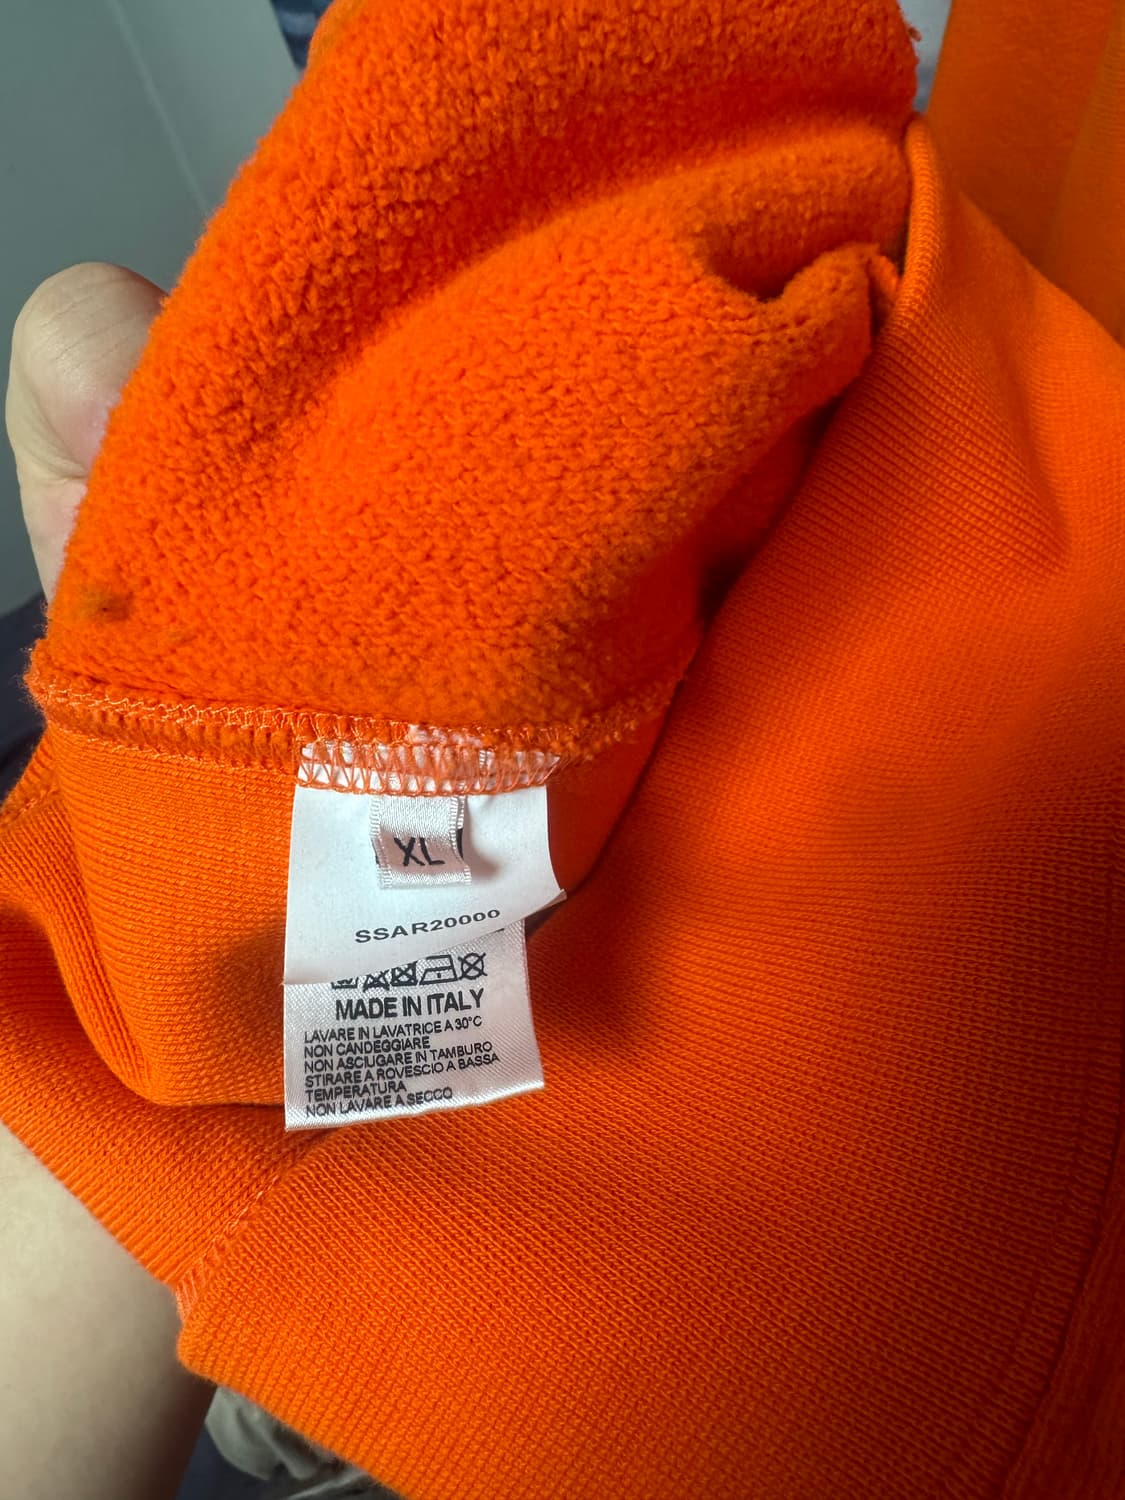 XL
SSAR20000
MADE IN ITALY
LAVARE IN LAVATRICE A 30°C
NON CANDEGGIARE
NON ASCIUGARE IN TAMBURO
STIRARE A ROVESCIO A BASSA
TEMPERATURA
NON LAVARE A SECCO